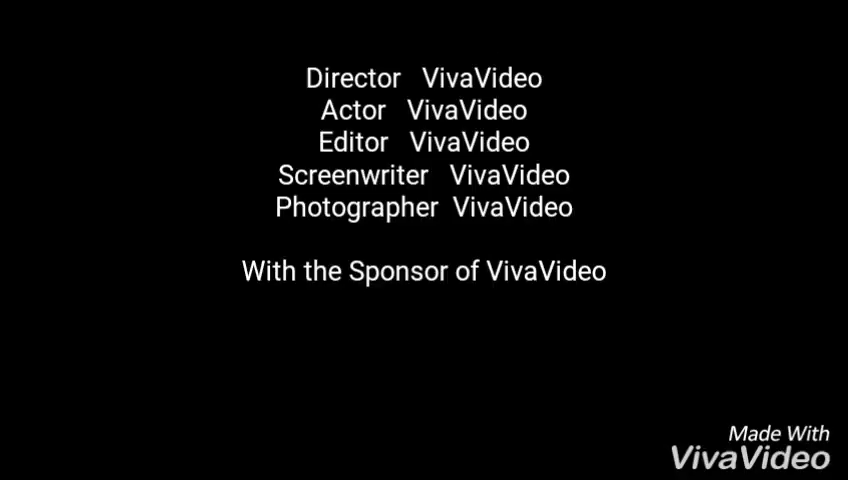 Director VivaVideo
Actor VivaVideo
Editor VivaVideo
Screenwriter VivaVideo
Photographer VivaVideo
With the Sponsor of VivaVideo
Made With
VivaVideo